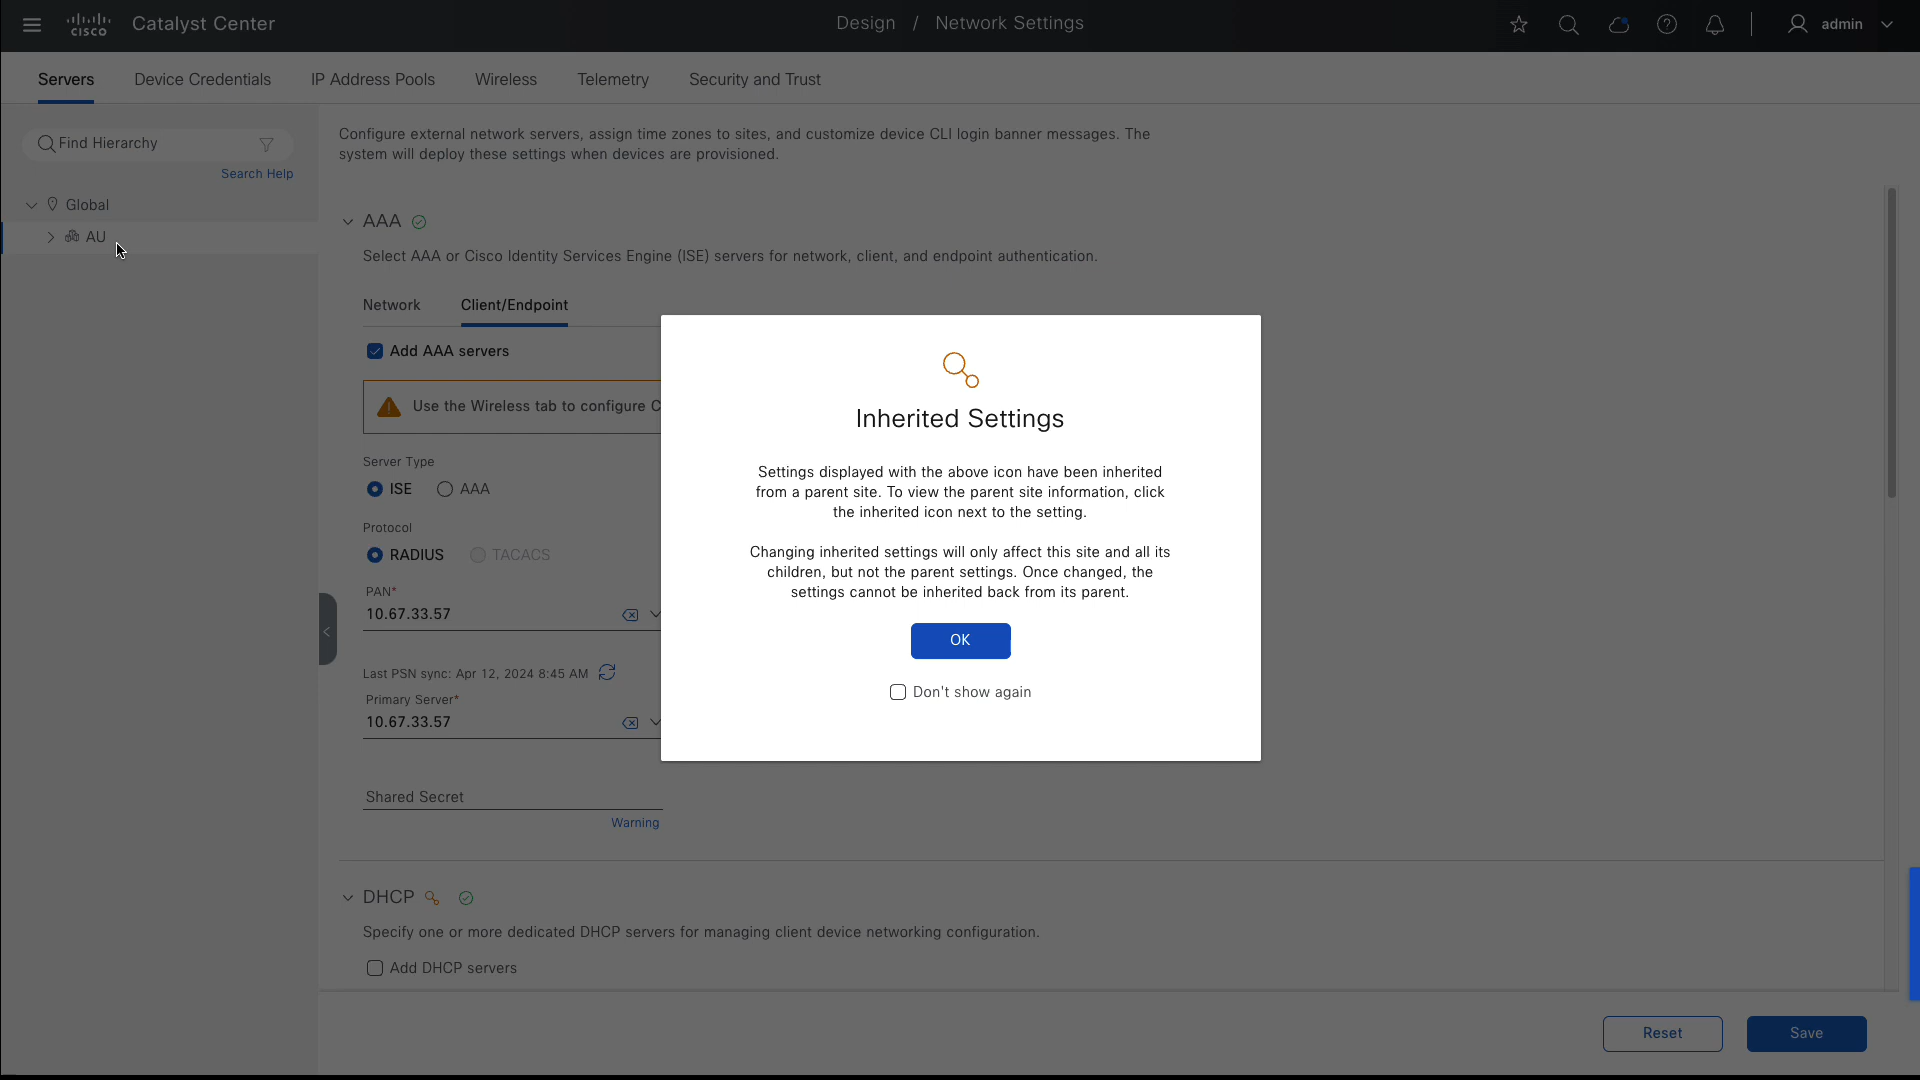 cisco
Catalyst Center
Design / Network Settings
admin
Servers
Device Credentials
IP Address Pools
Wireless
Telemetry
Security and Trust
Find Hierarchy
Search Help
Global
AU
Configure external network servers, assign time zones to sites, and customize device CLI login banner messages. The
system will deploy these settings when devices are provisioned.
AAA
Select AAA or Cisco Identity Services Engine (ISE) servers for network, client, and endpoint authentication.
Network
Client/Endpoint
Add AAA servers
Use the Wireless tab to configure C
Server Type
ISE
AAA
Protocol
RADIUS
TACACS
PAN*
10.67.33.57
Last PSN sync: Apr 12, 2024 8:45 AM
Primary Server*
10.67.33.57
Shared Secret
Warning
DHCP
Specify one or more dedicated DHCP servers for managing client device networking configuration.
Add DHCP servers
Inherited Settings
Settings displayed with the above icon have been inherited
from a parent site. To view the parent site information, click
the inherited icon next to the setting.
Changing inherited settings will only affect this site and all its
children, but not the parent settings. Once changed, the
settings cannot be inherited back from its parent.
OK
Don't show again
Reset
Save